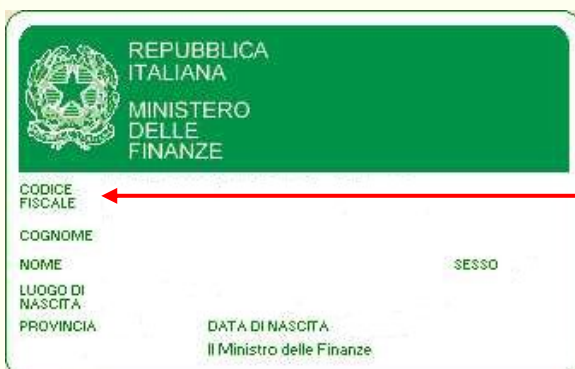 REPUBBLICA
ITALIANA
MINISTERO
DELLE
FINANZE
CODICE
FISCALE
COGNOME
NOME SESSO
LUOGO DI
NASCITA
PROVINCIA DATA DI NASCITA
Il Ministro delle Finanze